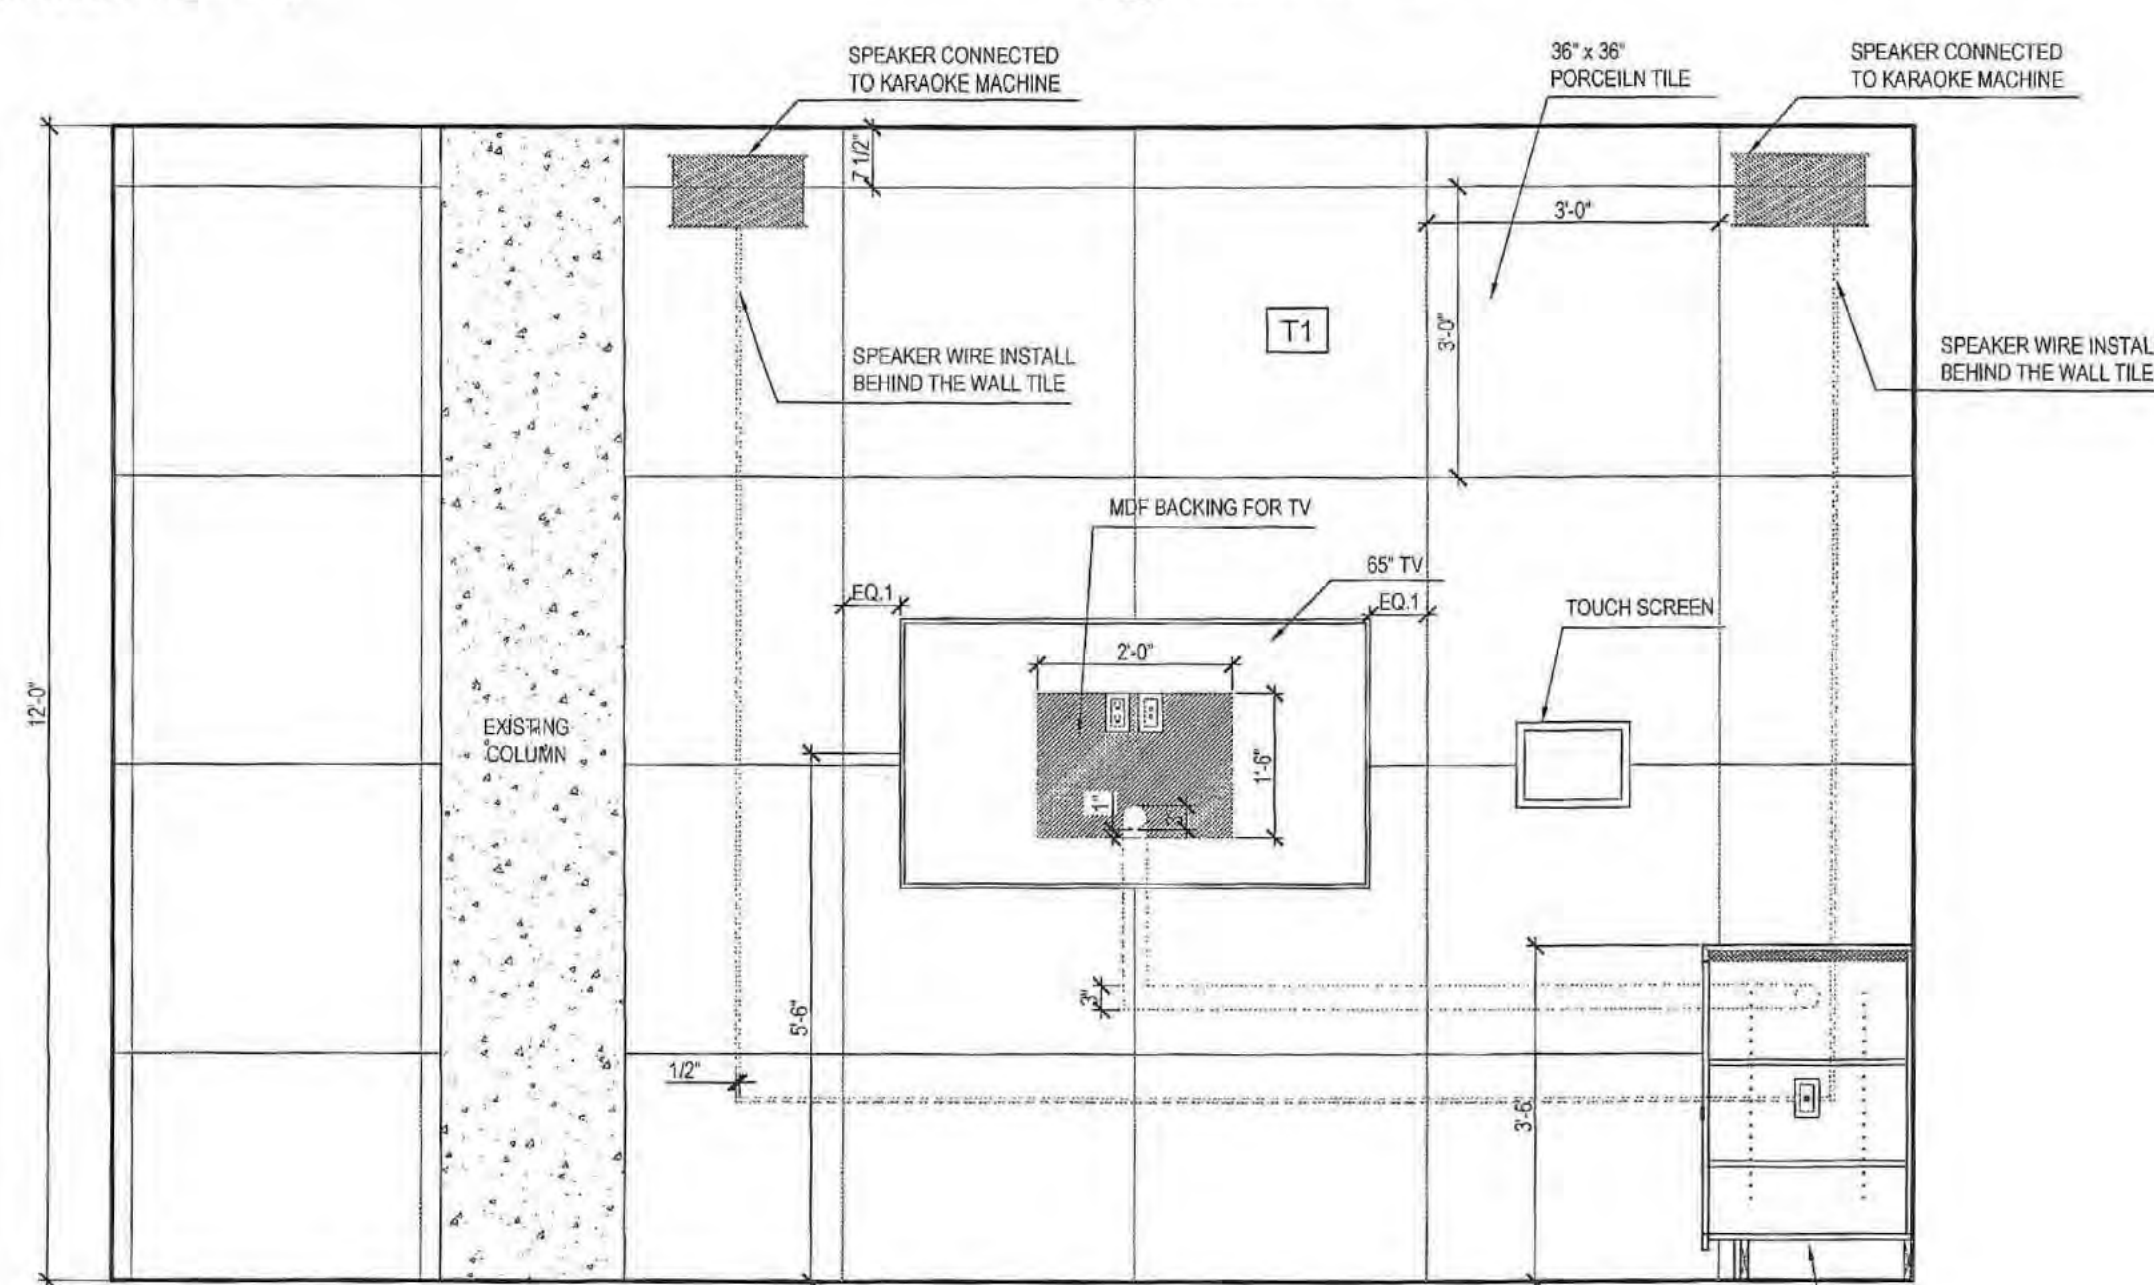 SPEAKER CONNECTED
TO KARAOKE MACHINE
36" x 36"
PORCEILN TILE
SPEAKER CONNECTED
TO KARAOKE MACHINE
7 1/2"
3'-0"
T1
3'-0"
SPEAKER WIRE INSTALL
BEHIND THE WALL TILE
SPEAKER WIRE INSTAL
BEHIND THE WALL TILE
MDF BACKING FOR TV
65" TV
EQ.1
EQ.1
TOUCH SCREEN
2'-0"
12'-0"
EXISTING
COLUMN
1'-6"
1"
3"
3"
5'-6"
1/2"
3'-6"